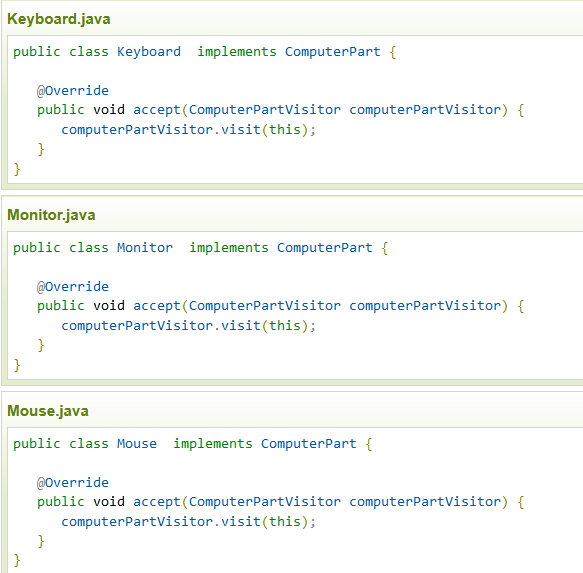 Keyboard.java
public class Keyboard  implements ComputerPart {
   @Override
   public void accept(ComputerPartVisitor computerPartVisitor) {
      computerPartVisitor.visit(this);
   }
}
Monitor.java
public class Monitor  implements ComputerPart {
   @Override
   public void accept(ComputerPartVisitor computerPartVisitor) {
      computerPartVisitor.visit(this);
   }
}
Mouse.java
public class Mouse  implements ComputerPart {
   @Override
   public void accept(ComputerPartVisitor computerPartVisitor) {
      computerPartVisitor.visit(this);
   }
}